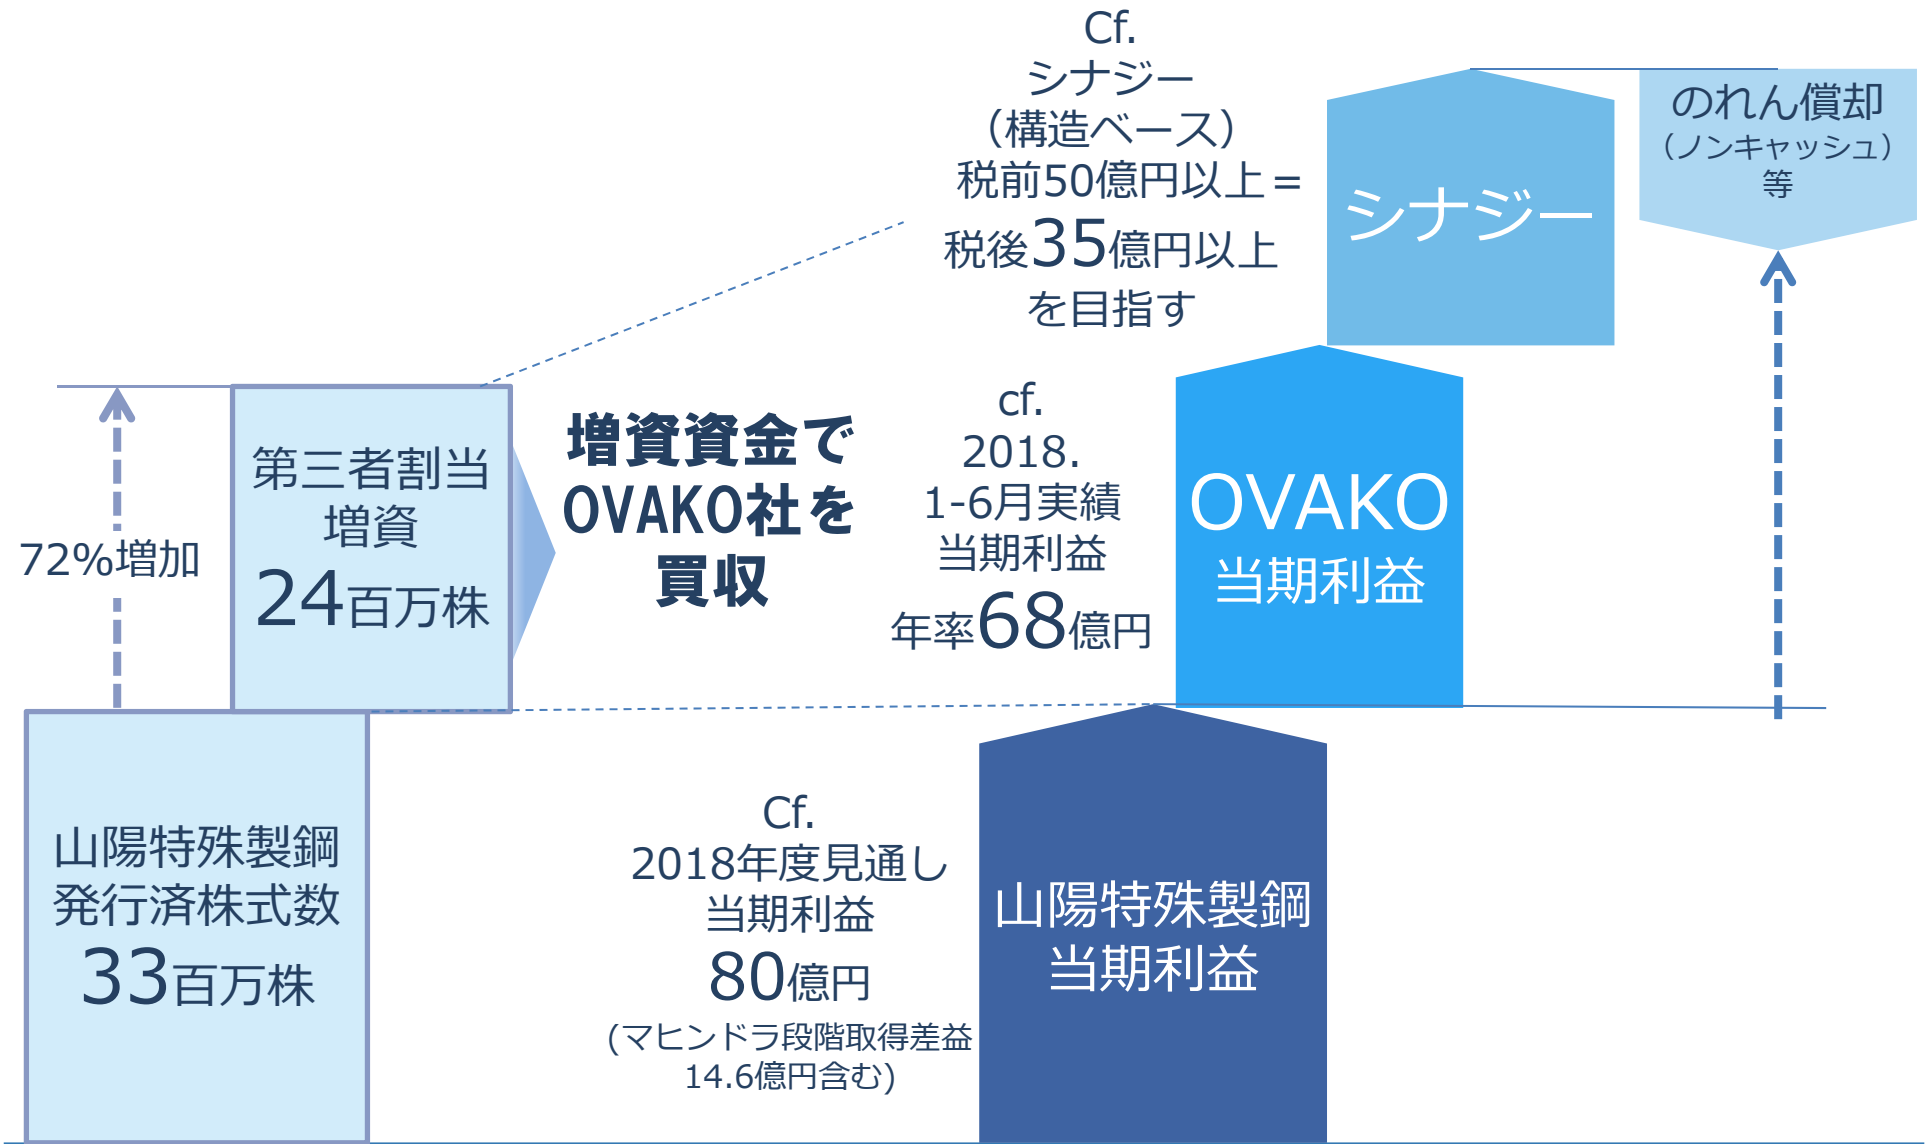 Cf.
シナジー
（構造ベース）
税前50億円以上＝
税後35億円以上
を目指す
シナジー
のれん償却
（ノンキャッシュ）
等
72%増加
第三者割当
増資
24百万株
増資資金で
OVAKO社を
買収
cf.
2018.
1-6月実績
当期利益
年率68億円
OVAKO
当期利益
山陽特殊製鋼
発行済株式数
33百万株
Cf.
2018年度見通し
当期利益
80億円
(マヒンドラ段階取得差益
14.6億円含む)
山陽特殊製鋼
当期利益